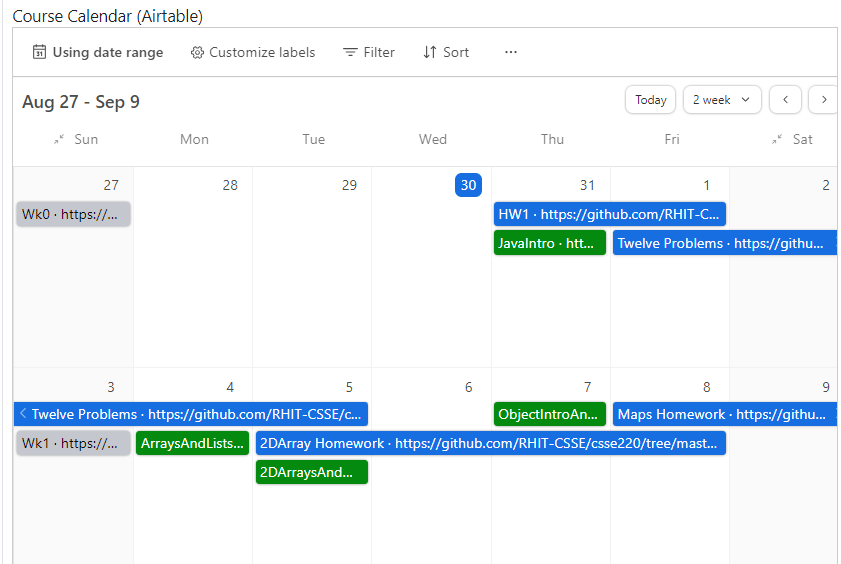 Course Calendar (Airtable)
Using date range Customize labels Filter Sort ...
Aug 27 - Sep 9 Today 2 week
Sun Mon Tue Wed Thu Fri Sat
27 28 29 30 31 1 2
Wk0 · https://... HW1 · https://github.com/RHIT-C...
JavaIntro · htt... Twelve Problems · https://githu...
3 4 5 6 7 8 9
Twelve Problems · https://github.com/RHIT-CSSE/c... ObjectIntroAn... Maps Homework · https://githu...
Wk1 · https://... ArraysAndLists... 2DArray Homework · https://github.com/RHIT-CSSE/csse220/tree/mast...
2DArraysAnd...